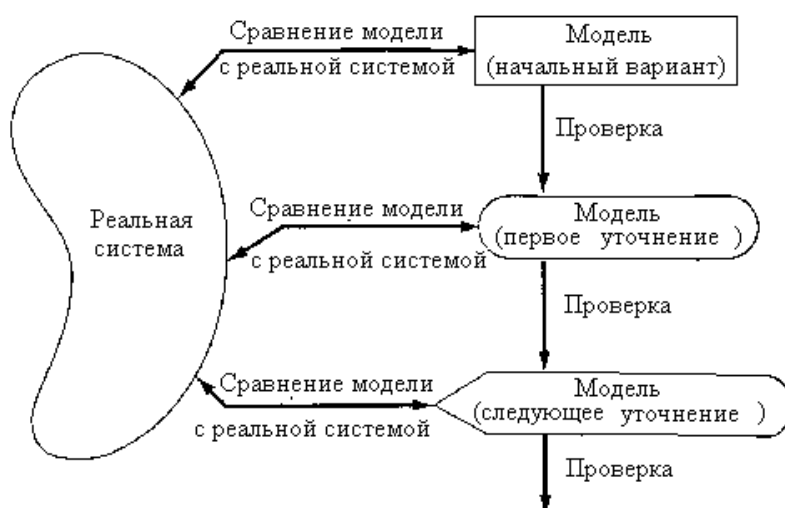 Сравнение модели
с реальной системой
Модель
(начальный вариант)
Проверка
Реальная
система
Сравнение модели
с реальной системой
Модель
(первое уточнение )
Проверка
Сравнение модели
с реальной системой
Модель
(следующее уточнение )
Проверка